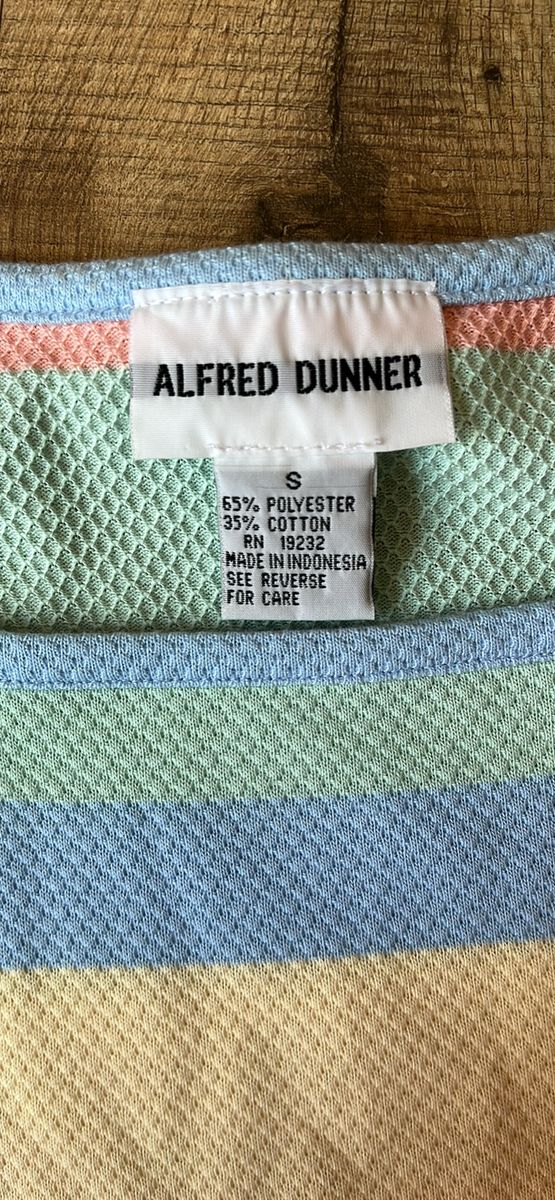 ALFRED DUNNER
S
65% POLYESTER
35% COTTON
RN 19232
MADE IN INDONESIA
SEE REVERSE
FOR CARE